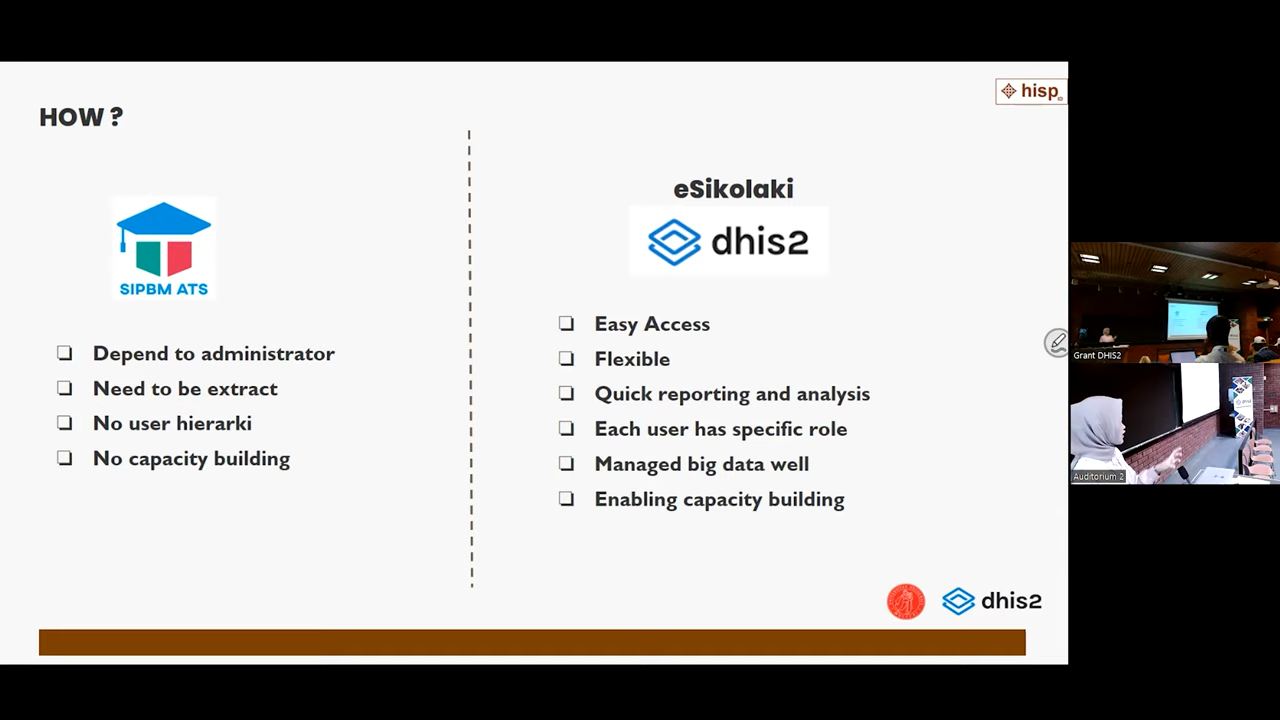 HOW ?
hisp
SIPBM ATS
Depend to administrator
Need to be extract
No user hierarki
No capacity building
eSikolaki
dhis2
Easy Access
Flexible
Quick reporting and analysis
Each user has specific role
Managed big data well
Enabling capacity building
dhis2
Grant DHIS2
Auditorium 2